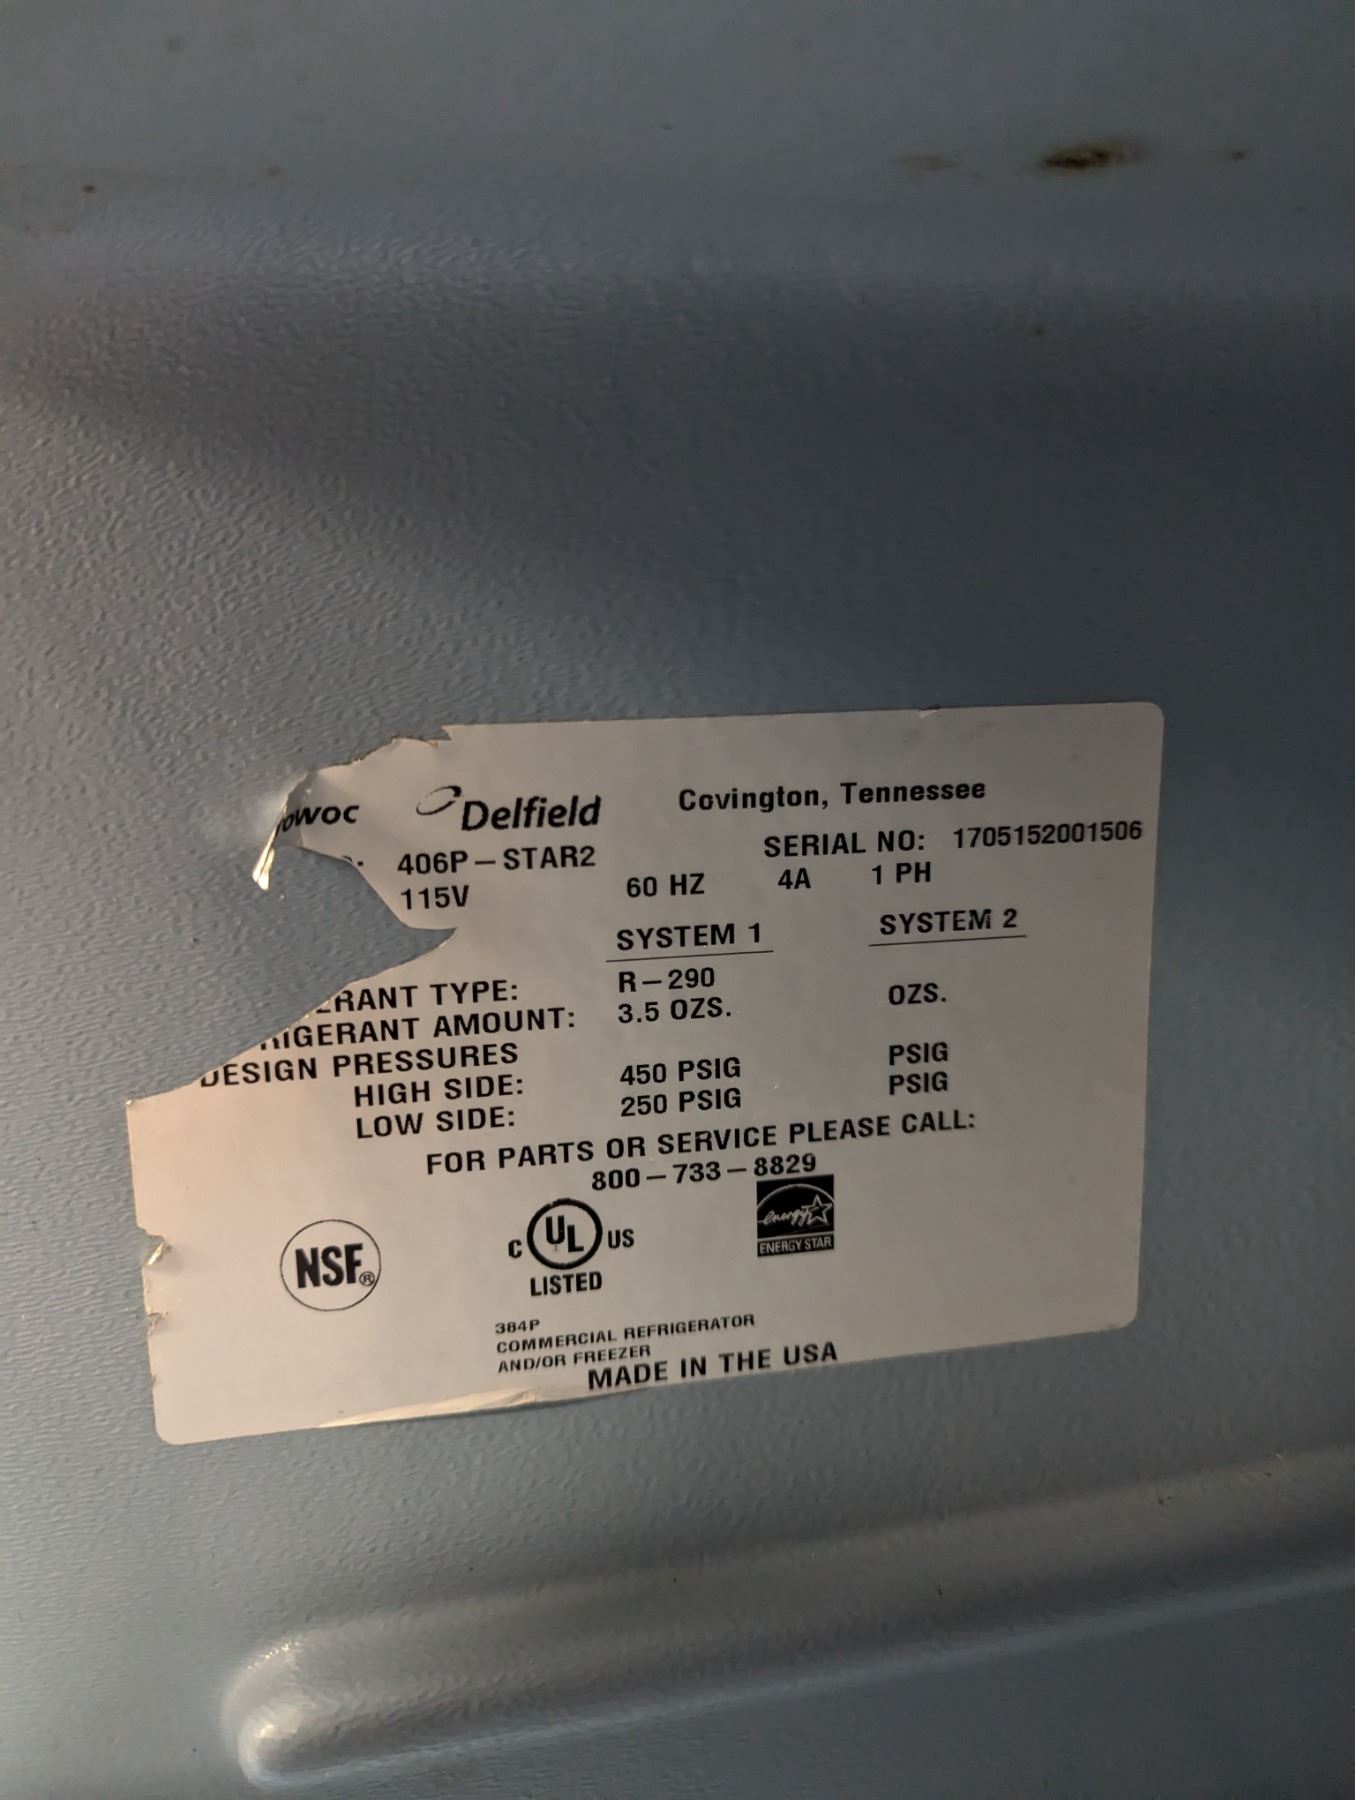 owoc Delfield Covington, Tennessee
406P-STAR2 SERIAL NO: 1705152001506
115V 60 HZ 4A 1 PH
SYSTEM 1 SYSTEM 2
RANT TYPE: R-290
IGERANT AMOUNT: 3.5 OZS. OZS.
DESIGN PRESSURES
HIGH SIDE: 450 PSIG PSIG
LOW SIDE: 250 PSIG PSIG
FOR PARTS OR SERVICE PLEASE CALL:
800-733-8829
NSF®
C UL US
LISTED
energy
ENERGY STAR
384P
COMMERCIAL REFRIGERATOR
AND/OR FREEZER
MADE IN THE USA